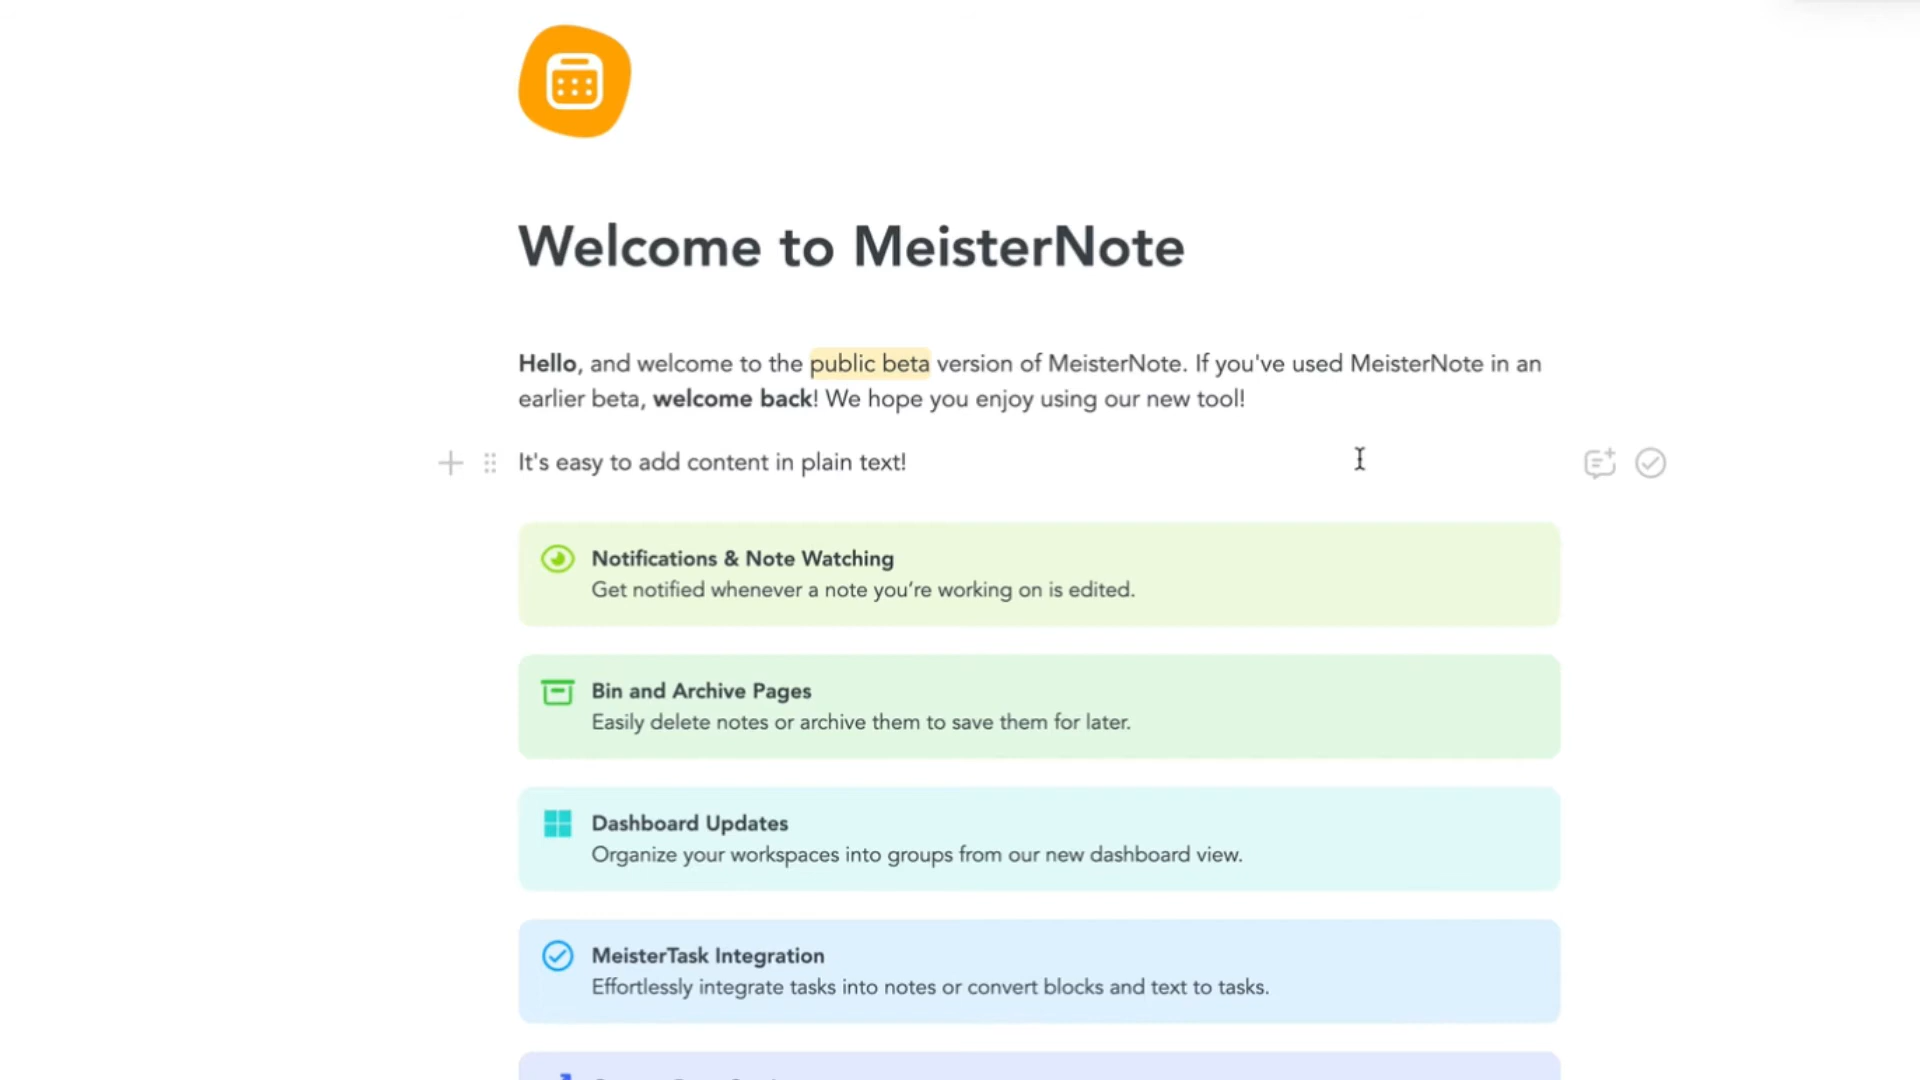 Welcome to MeisterNote
Hello, and welcome to the public beta version of MeisterNote. If you've used MeisterNote in an
earlier beta, welcome back! We hope you enjoy using our new tool!
It's easy to add content in plain text!
Notifications & Note Watching
Get notified whenever a note you’re working on is edited.
Bin and Archive Pages
Easily delete notes or archive them to save them for later.
Dashboard Updates
Organize your workspaces into groups from our new dashboard view.
MeisterTask Integration
Effortlessly integrate tasks into notes or convert blocks and text to tasks.